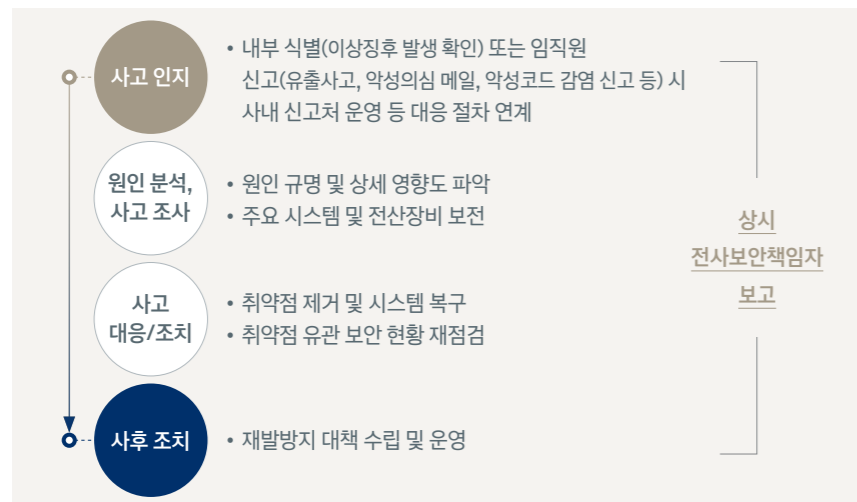 사고 인지
• 내부 식별(이상징후 발생 확인) 또는 임직원
신고(유출사고, 악성의심 메일, 악성코드 감염 신고 등) 시
사내 신고처 운영 등 대응 절차 연계
원인 분석,
사고 조사
• 원인 규명 및 상세 영향도 파악
• 주요 시스템 및 전산장비 보전
사고
대응/조치
• 취약점 제거 및 시스템 복구
• 취약점 유관 보안 현황 재점검
사후 조치
• 재발방지 대책 수립 및 운영
상시
전사보안책임자
보고